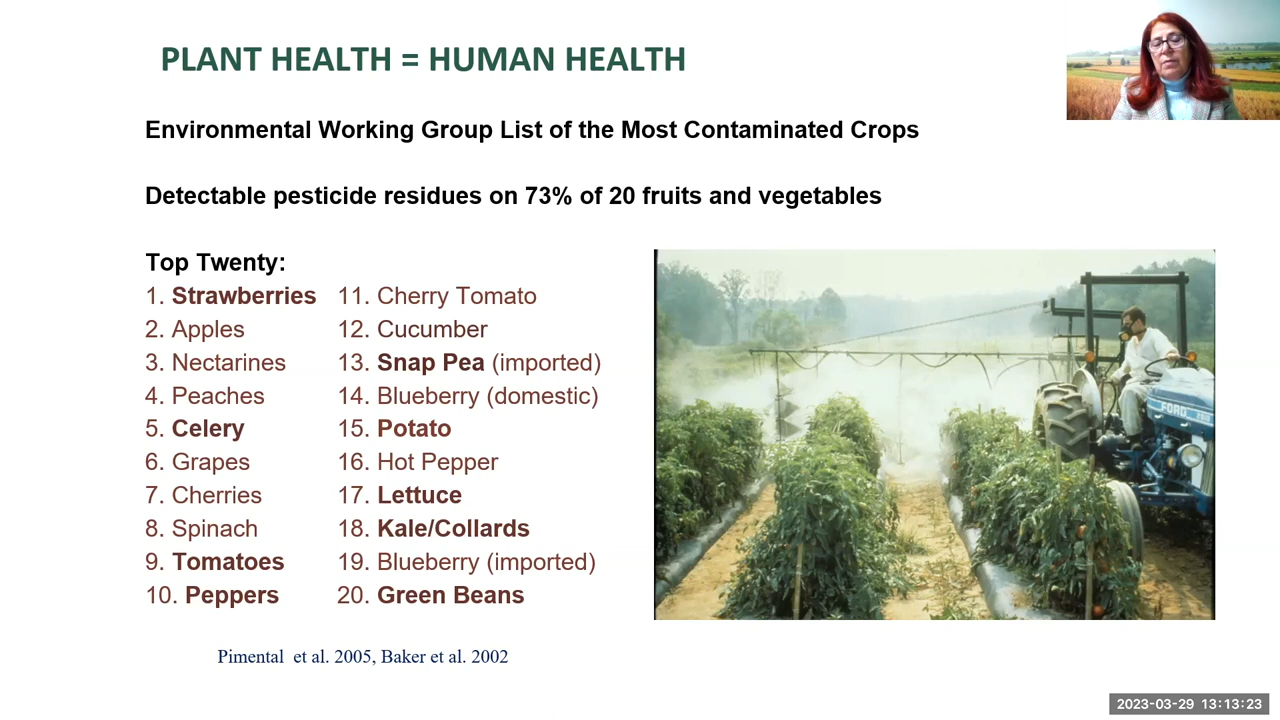 PLANT HEALTH = HUMAN HEALTH
Environmental Working Group List of the Most Contaminated Crops
Detectable pesticide residues on 73% of 20 fruits and vegetables
Top Twenty:
1. Strawberries
2. Apples
3. Nectarines
4. Peaches
5. Celery
6. Grapes
7. Cherries
8. Spinach
9. Tomatoes
10. Peppers
11. Cherry Tomato
12. Cucumber
13. Snap Pea (imported)
14. Blueberry (domestic)
15. Potato
16. Hot Pepper
17. Lettuce
18. Kale/Collards
19. Blueberry (imported)
20. Green Beans
FORD
Pimental et al. 2005, Baker et al. 2002
2023-03-29 13:13:23